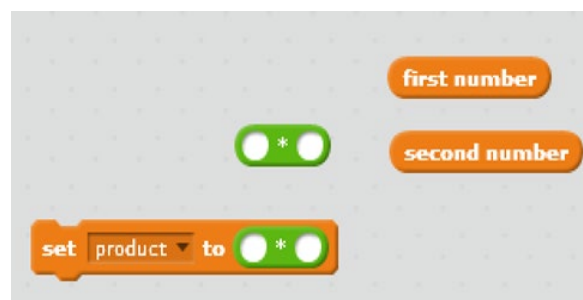 first number
*
second number
set product to *